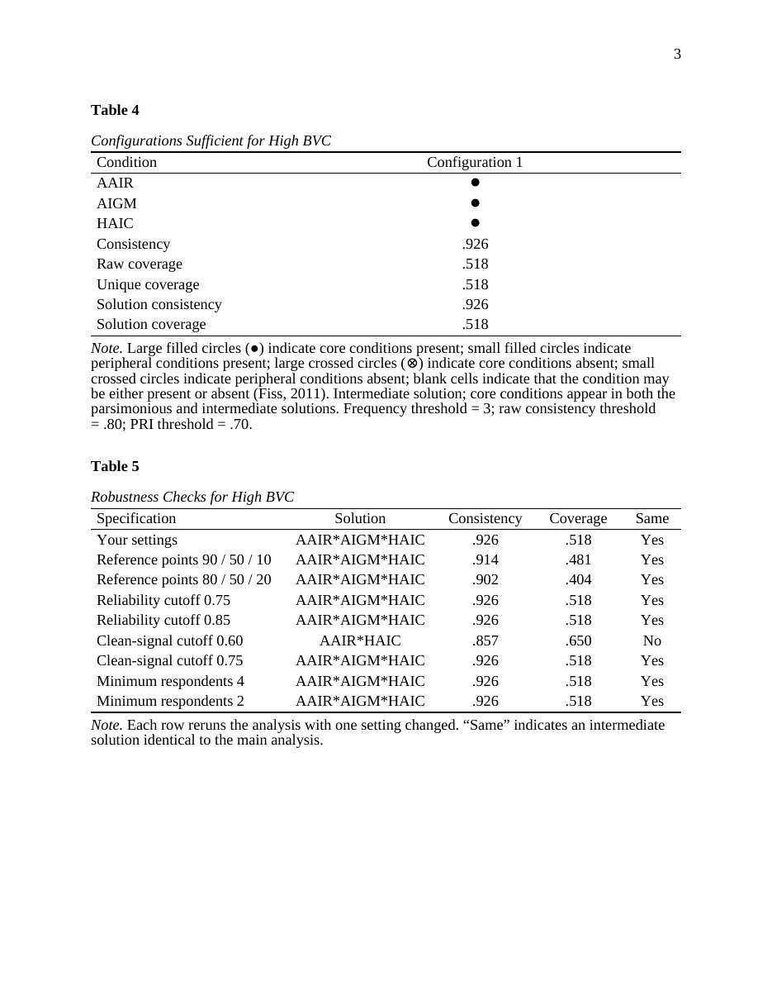 3
Table 4
Configurations Sufficient for High BVC
Condition Configuration 1
AAIR ●
AIGM ●
HAIC ●
Consistency .926
Raw coverage .518
Unique coverage .518
Solution consistency .926
Solution coverage .518
Note. Large filled circles (●) indicate core conditions present; small filled circles indicate
peripheral conditions present; large crossed circles (⊗) indicate core conditions absent; small
crossed circles indicate peripheral conditions absent; blank cells indicate that the condition may
be either present or absent (Fiss, 2011). Intermediate solution; core conditions appear in both the
parsimonious and intermediate solutions. Frequency threshold = 3; raw consistency threshold
= .80; PRI threshold = .70.
Table 5
Robustness Checks for High BVC
Specification Solution Consistency Coverage Same
Your settings AAIR*AIGM*HAIC .926 .518 Yes
Reference points 90 / 50 / 10 AAIR*AIGM*HAIC .914 .481 Yes
Reference points 80 / 50 / 20 AAIR*AIGM*HAIC .902 .404 Yes
Reliability cutoff 0.75 AAIR*AIGM*HAIC .926 .518 Yes
Reliability cutoff 0.85 AAIR*AIGM*HAIC .926 .518 Yes
Clean-signal cutoff 0.60 AAIR*HAIC .857 .650 No
Clean-signal cutoff 0.75 AAIR*AIGM*HAIC .926 .518 Yes
Minimum respondents 4 AAIR*AIGM*HAIC .926 .518 Yes
Minimum respondents 2 AAIR*AIGM*HAIC .926 .518 Yes
Note. Each row reruns the analysis with one setting changed. “Same” indicates an intermediate
solution identical to the main analysis.